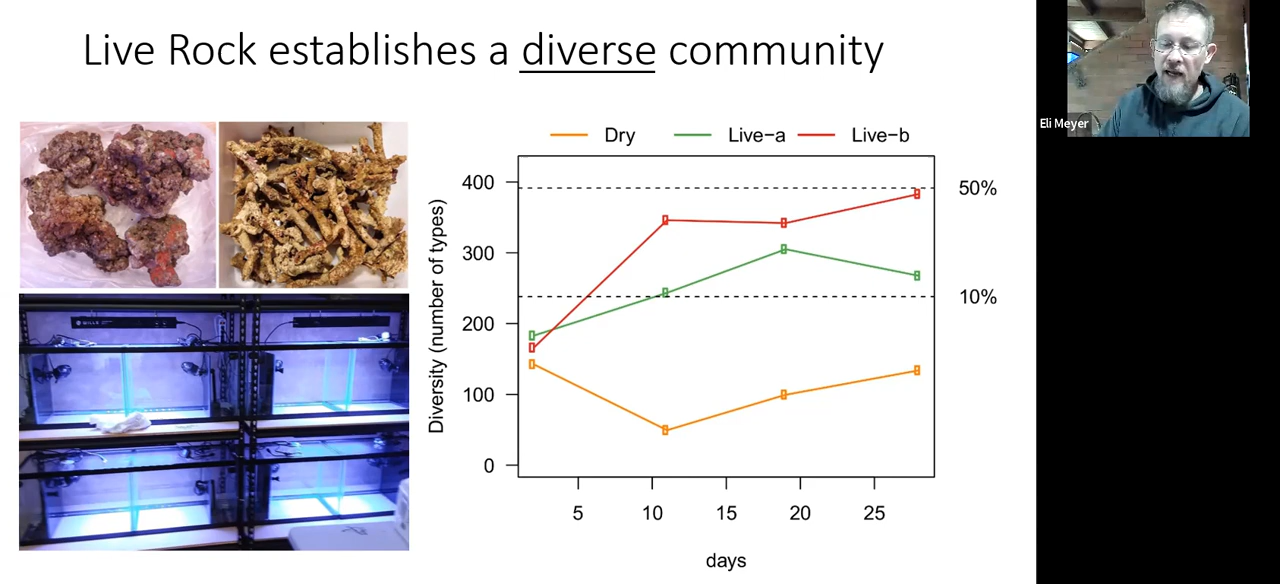 Live Rock establishes a diverse community
Eli Meyer
Dry
Live-a
Live-b
Diversity (number of types)
400
300
200
100
0
50%
10%
5
10
15
20
25
days